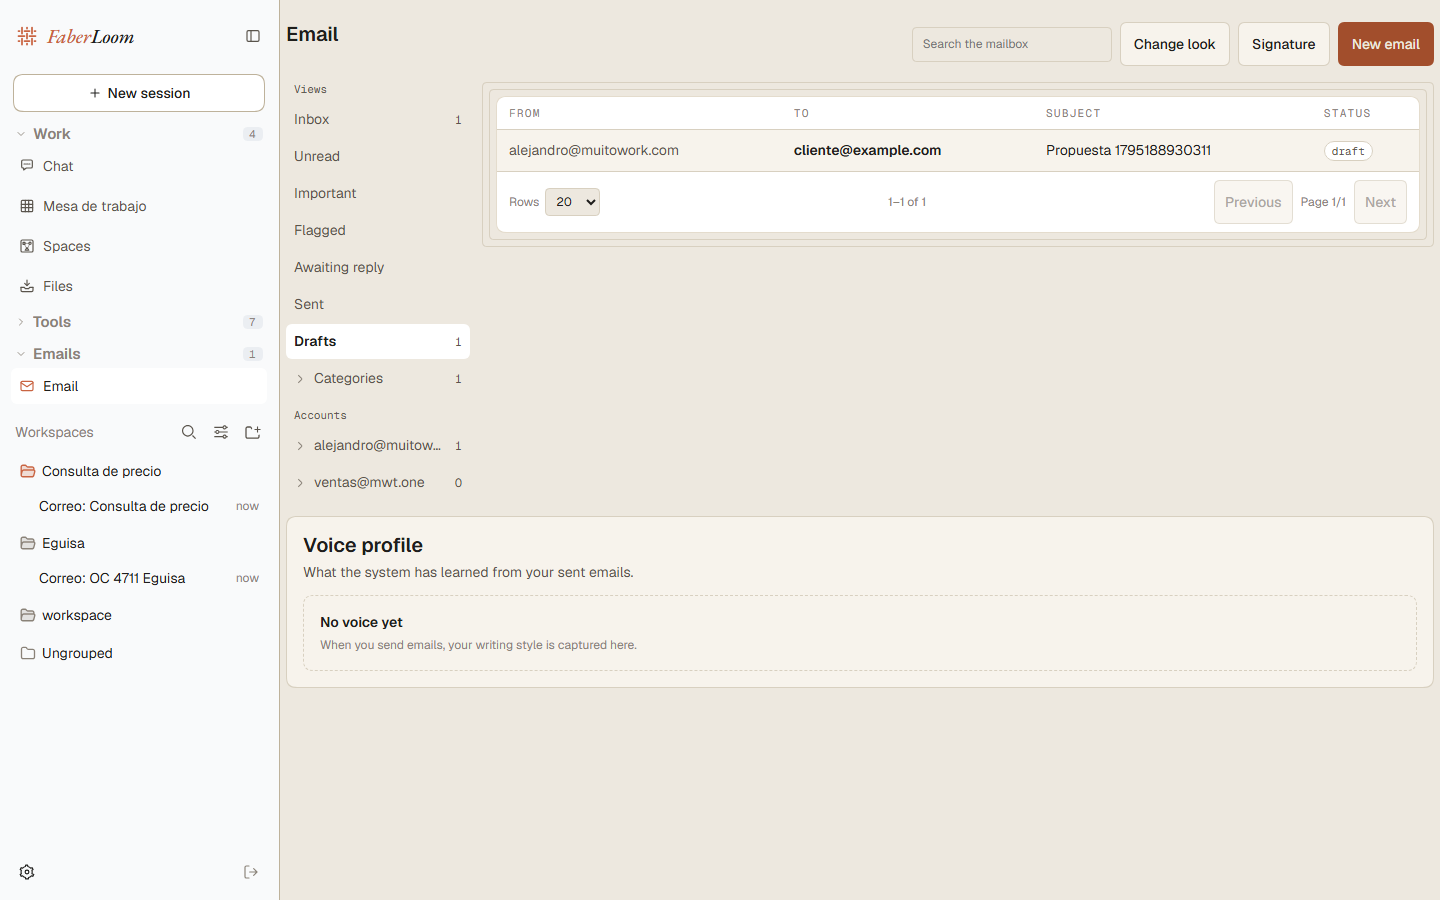 FaberLoom
+ New session
Work 4
Chat
Mesa de trabajo
Spaces
Files
Tools 7
Emails 1
Email
Workspaces
Consulta de precio
Correo: Consulta de precio now
Eguisa
Correo: OC 4711 Eguisa now
workspace
Ungrouped
Email
Search the mailbox
Change look
Signature
New email
Views
Inbox 1
Unread
Important
Flagged
Awaiting reply
Sent
Drafts 1
Categories 1
Accounts
alejandro@muitow... 1
ventas@mwt.one 0
FROM TO SUBJECT STATUS
alejandro@muitowork.com cliente@example.com Propuesta 1795188930311 draft
Rows 20 1–1 of 1 Previous Page 1/1 Next
Voice profile
What the system has learned from your sent emails.
No voice yet
When you send emails, your writing style is captured here.